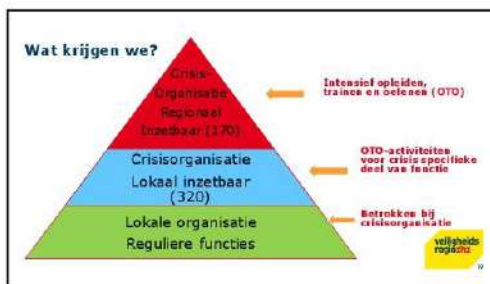 Wat krijgen we?
Crisis-
Organisatie
Regionaal
Inzetbaar (170)
Intensief opleiden,
trainen en oefenen (OTO)
Crisisorganisatie
Lokaal inzetbaar
(320)
OTO-activiteiten
voor crisis specifieke
deel van functie
Lokale organisatie
Reguliere functies
Betrokken bij
crisisorganisatie
veiligheids
regiozhz